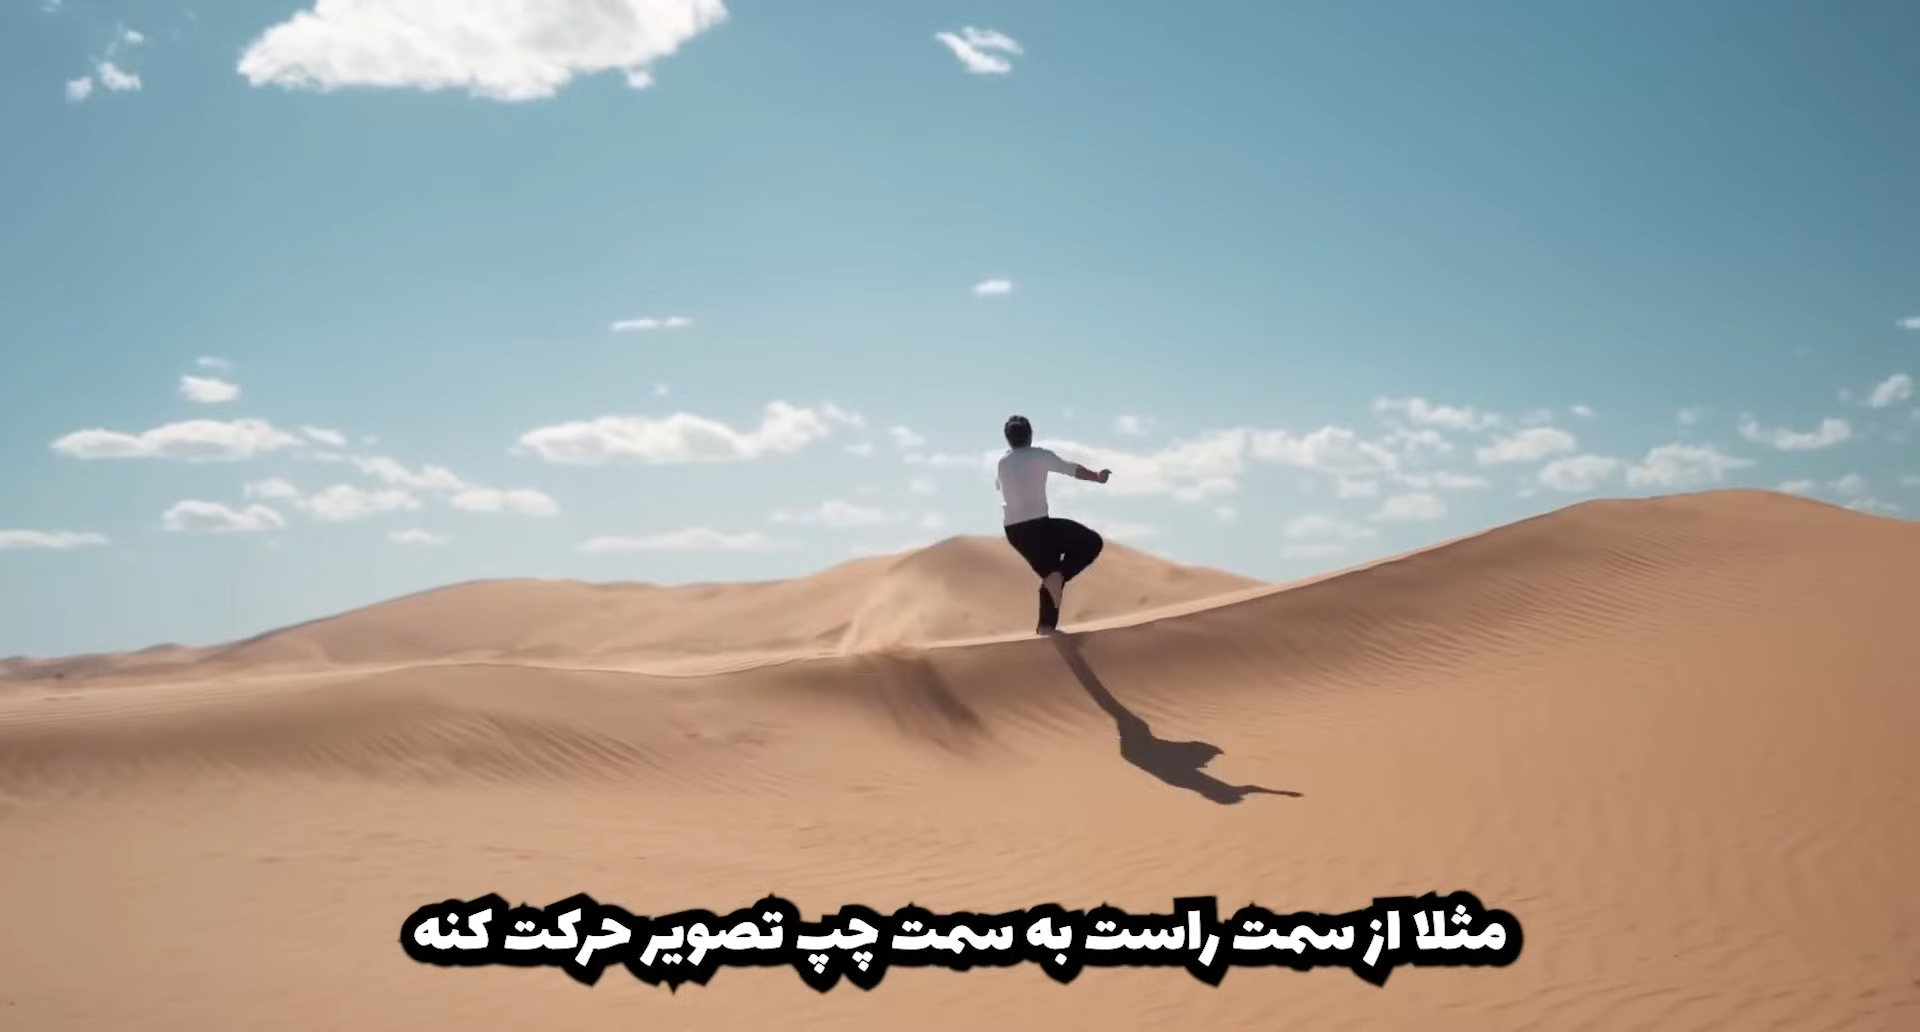 مثلا از سمت راست به سمت چپ تصویر حرکت کنه